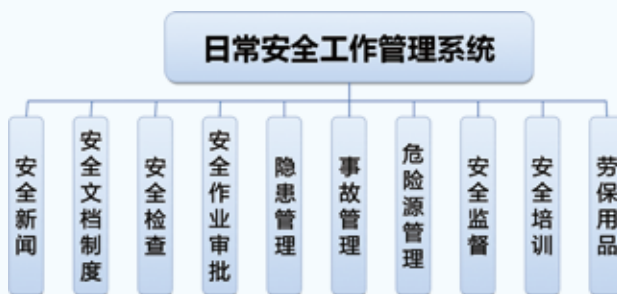 日常安全工作管理系统
安全新闻
安全文档制度
安全检查
安全作业审批
隐患管理
事故管理
危险源管理
安全监督
安全培训
劳保用品